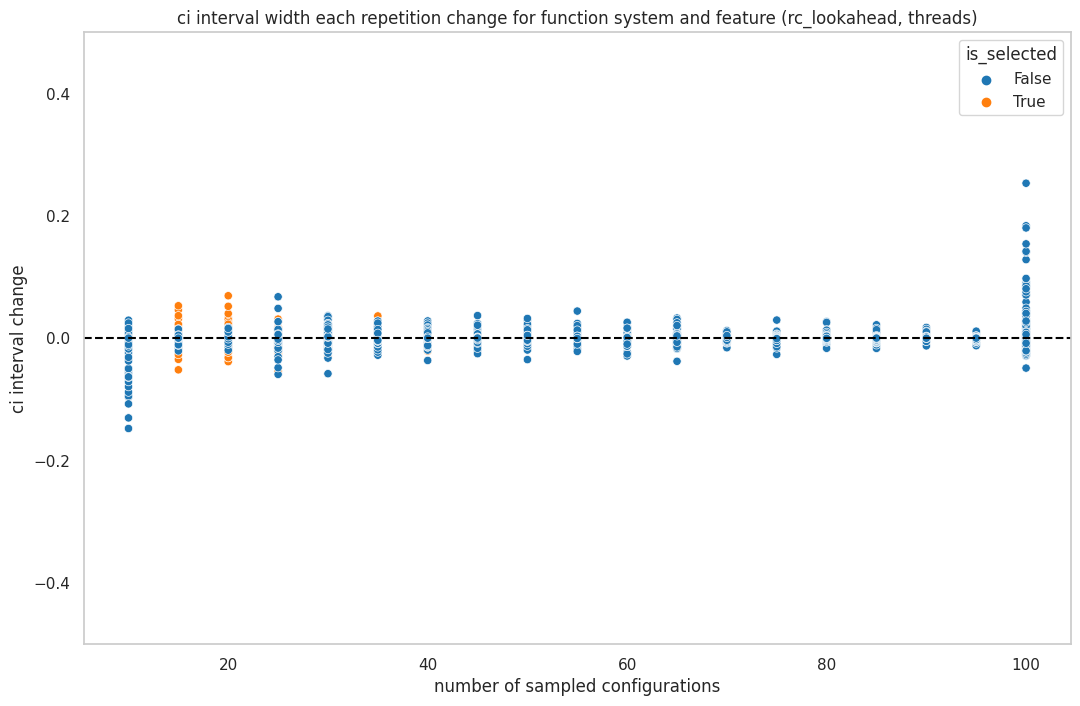 ci interval width each repetition change for function system and feature (rc_lookahead, threads)
is_selected
False
True
0.4
0.2
0.0
−0.2
−0.4
ci interval change
20
40
60
80
100
number of sampled configurations